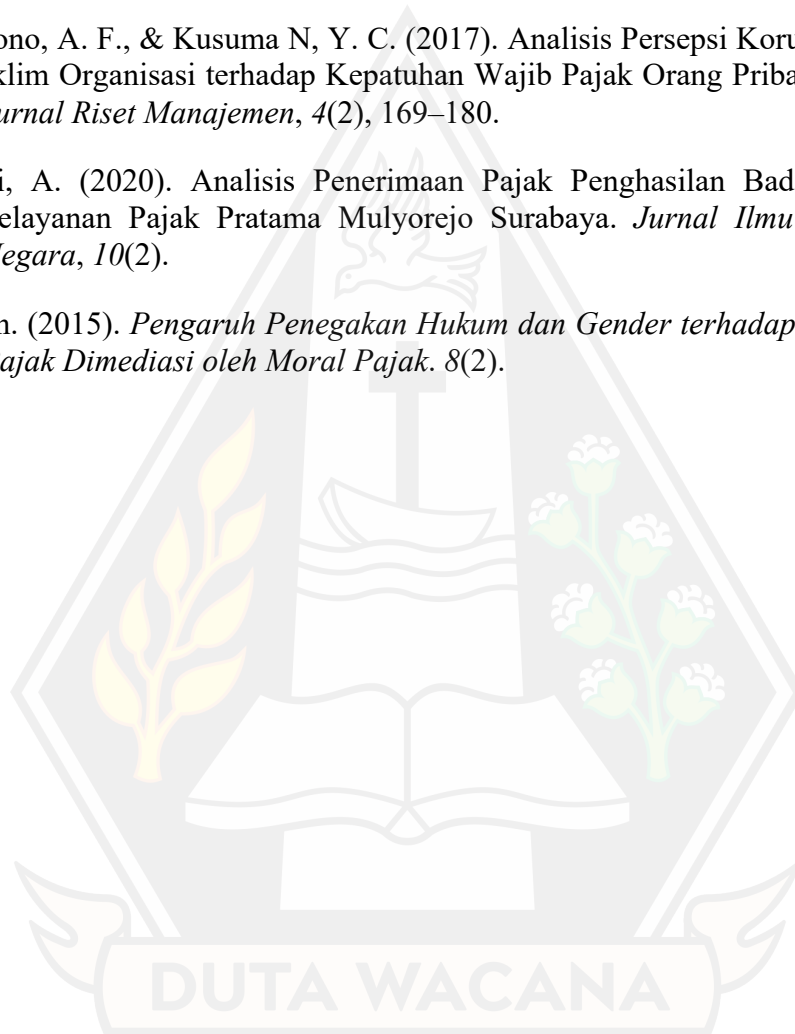 ono, A. F., & Kusuma N, Y. C. (2017). Analisis Persepsi Koru
klim Organisasi terhadap Kepatuhan Wajib Pajak Orang Priba
urnal Riset Manajemen, 4(2), 169–180.
i, A. (2020). Analisis Penerimaan Pajak Penghasilan Bad
elayanan Pajak Pratama Mulyorejo Surabaya. Jurnal Ilmu
legara, 10(2).
n. (2015). Pengaruh Penegakan Hukum dan Gender terhadap
ajak Dimediasi oleh Moral Pajak. 8(2).
DUTA WACANA